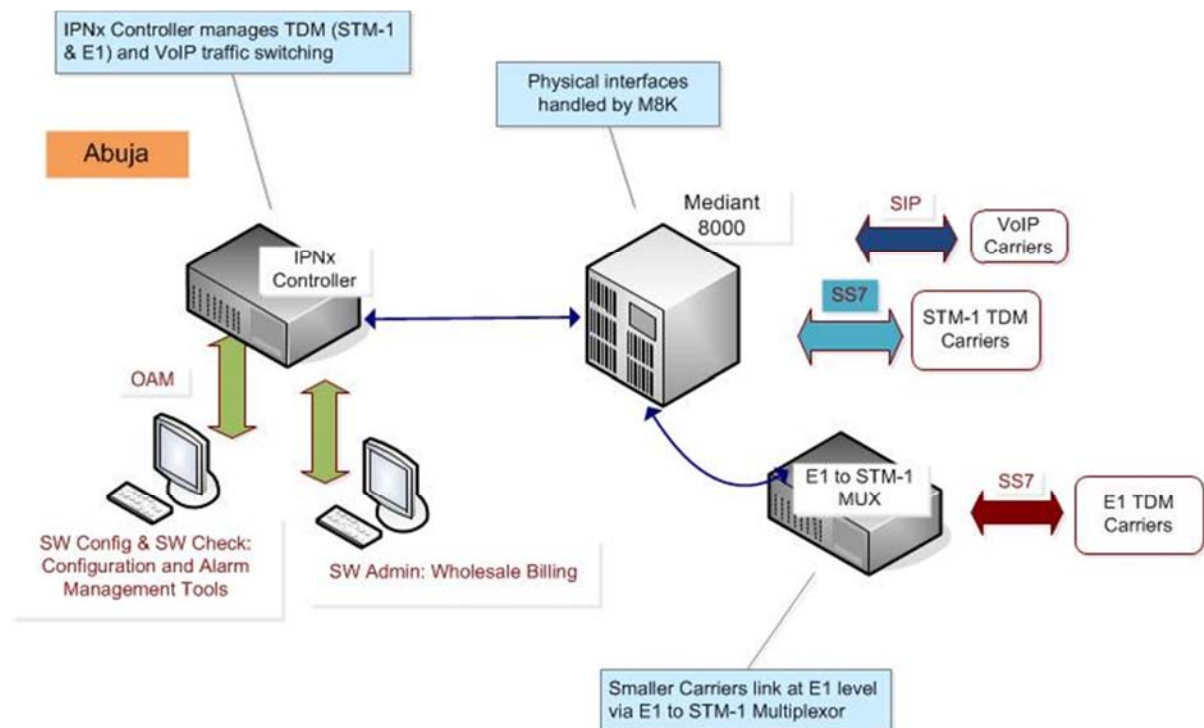 IPNx Controller manages TDM (STM-1
& E1) and VoIP traffic switching
Physical interfaces
handled by M8K
Abuja
Mediant
8000
SIP
VoIP
Carriers
IPNx
Controller
SS7
STM-1 TDM
Carriers
OAM
E1 to STM-1
MUX
SS7
E1 TDM
Carriers
SW Config & SW Check:
Configuration and Alarm
Management Tools
SW Admin: Wholesale Billing
Smaller Carriers link at E1 level
via E1 to STM-1 Multiplexor